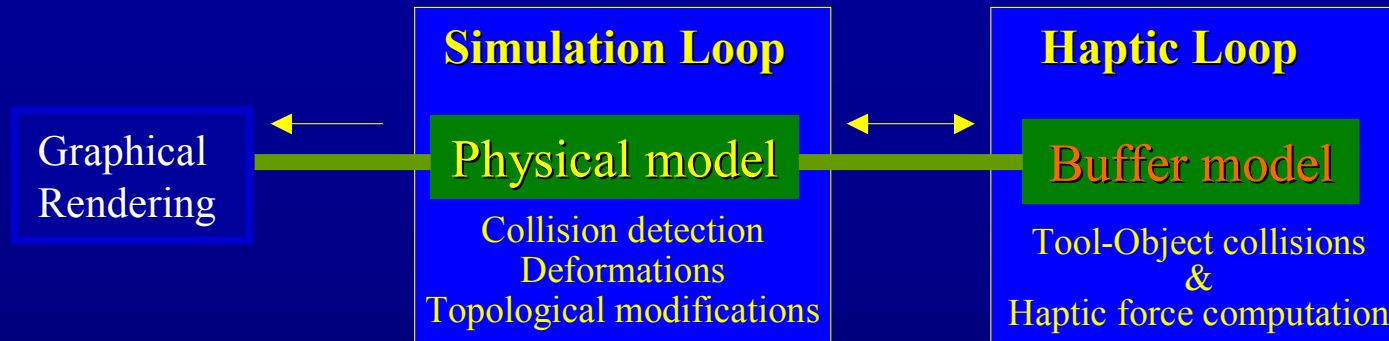 Graphical
Rendering
Simulation Loop
Physical model
Collision detection
Deformations
Topological modifications
Haptic Loop
Buffer model
Tool-Object collisions
&
Haptic force computation